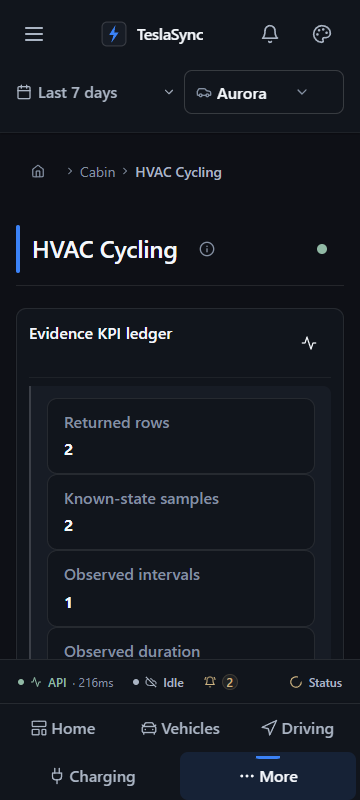 TeslaSync
Last 7 days
Aurora
Cabin
HVAC Cycling
HVAC Cycling
Evidence KPI ledger
Returned rows
2
Known-state samples
2
Observed intervals
1
Observed duration
API · 216ms
Idle
2
Status
Home
Vehicles
Driving
Charging
More